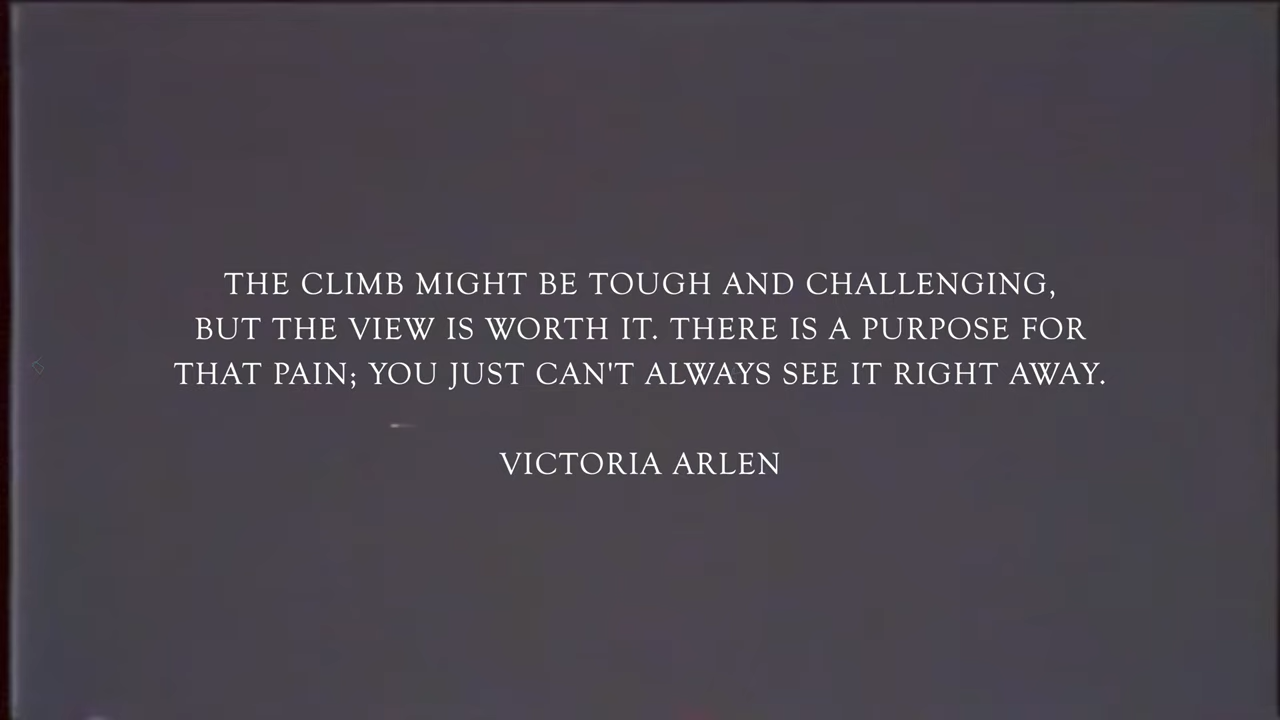 THE CLIMB MIGHT BE TOUGH AND CHALLENGING,
BUT THE VIEW IS WORTH IT. THERE IS A PURPOSE FOR
THAT PAIN; YOU JUST CAN'T ALWAYS SEE IT RIGHT AWAY.
VICTORIA ARLEN